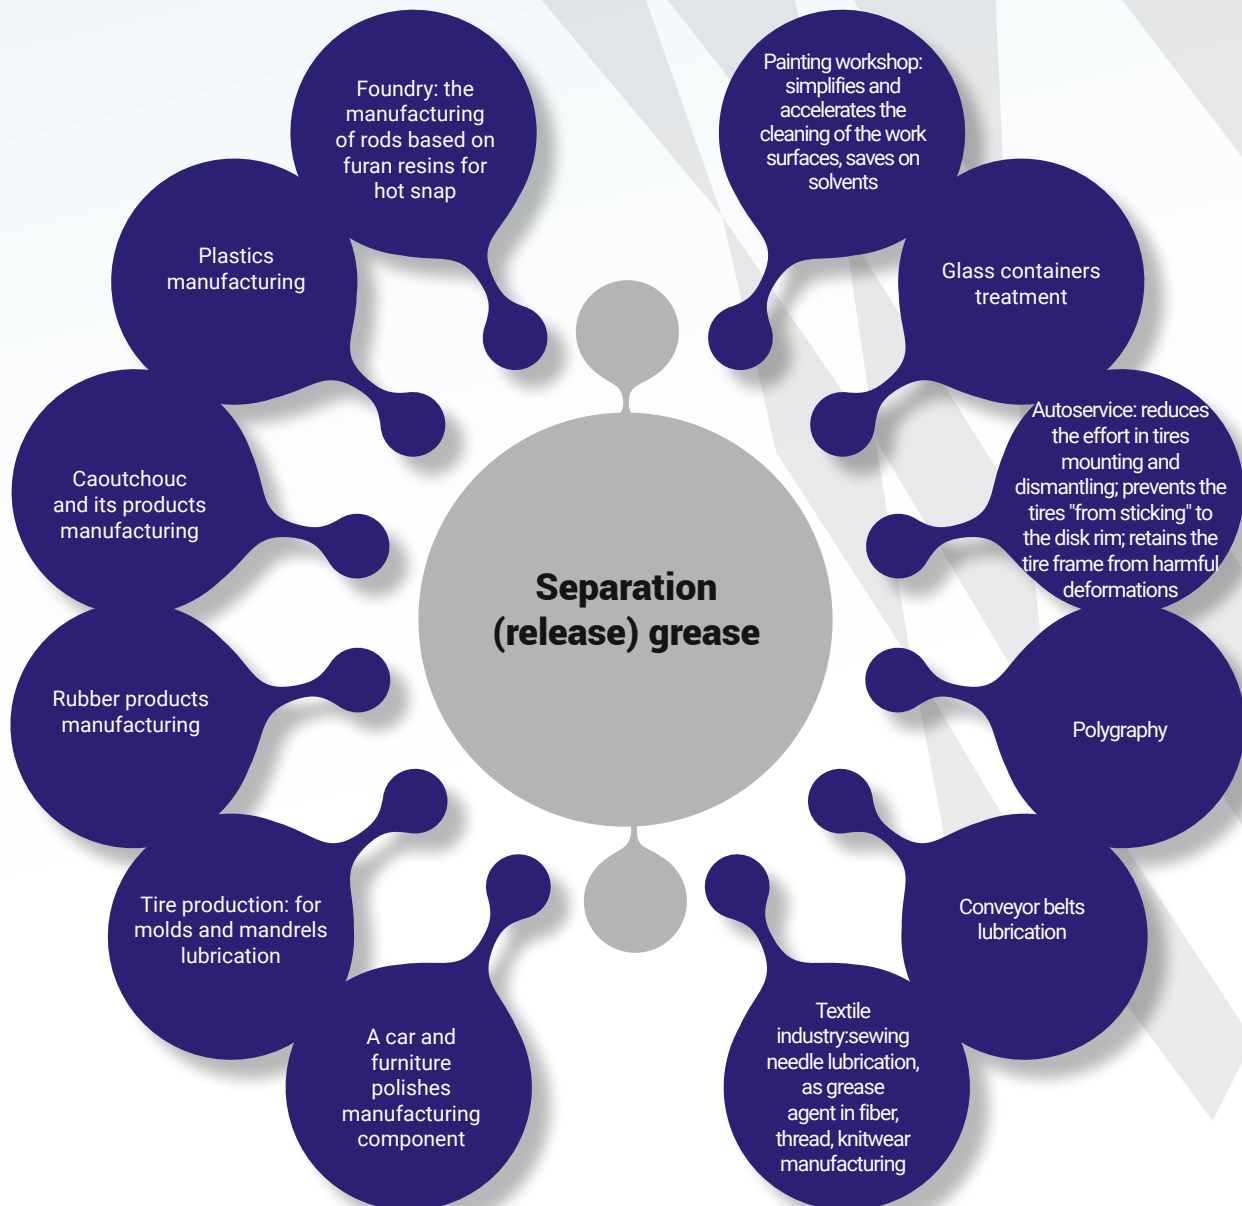 Foundry: the
manufacturing
of rods based on
furan resins for
hot snap
Painting workshop:
simplifies and
accelerates the
cleaning of the work
surfaces, saves on
solvents
Plastics
manufacturing
Glass containers
treatment
Caoutchouc
and its products
manufacturing
Autoservice: reduces
the effort in tires
mounting and
dismantling; prevents the
tires "from sticking" to
the disk rim; retains the
tire frame from harmful
deformations
Separation
(release) grease
Rubber products
manufacturing
Polygraphy
Tire production: for
molds and mandrels
lubrication
Conveyor belts
lubrication
A car and
furniture
polishes
manufacturing
component
Textile
industry:sewing
needle lubrication,
as grease
agent in fiber,
thread, knitwear
manufacturing